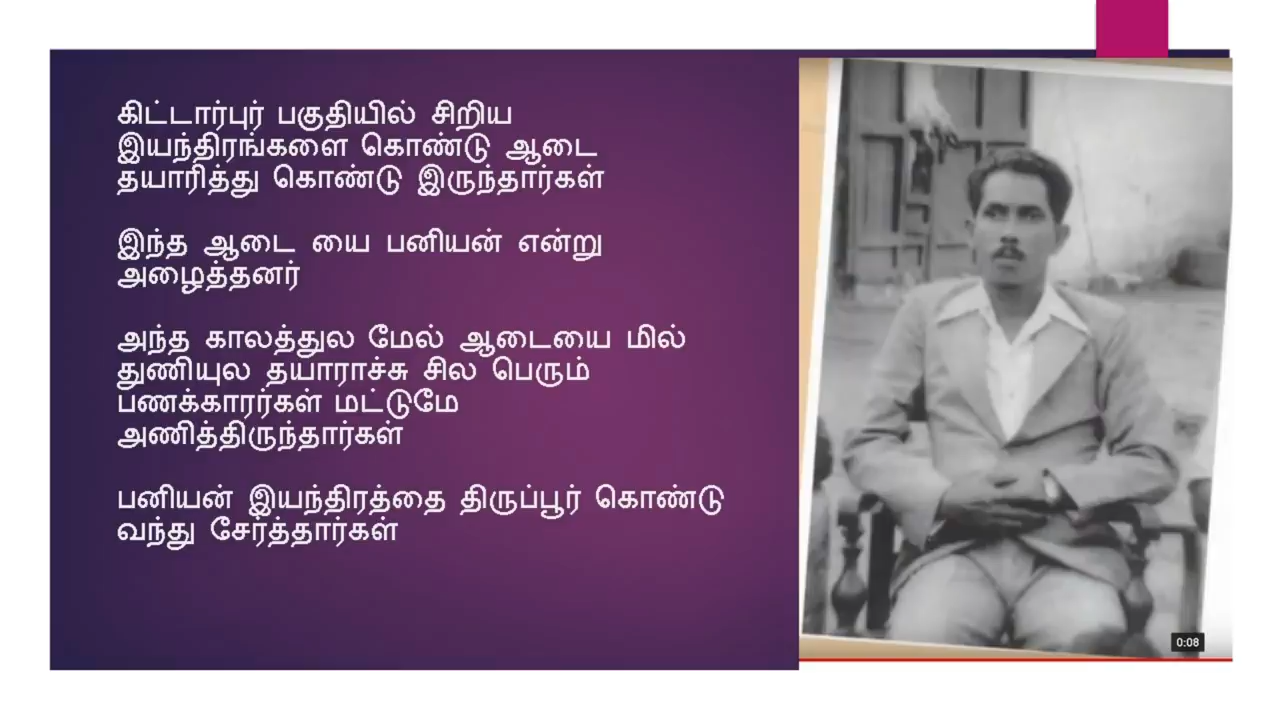 கிட்டார்புர் பகுதியில் சிறிய
இயந்திரங்களை கொண்டு ஆடை
தயாரித்து கொண்டு இருந்தார்கள்
இந்த ஆடை யை பனியன் என்று
அழைத்தனர்
அந்த காலத்துல மேல் ஆடையை மில்
துணியுல தயாராச்சு சில பெரும்
பணக்காரர்கள் மட்டுமே
அணித்திருந்தார்கள்
பனியன் இயந்திரத்தை திருப்பூர் கொண்டு
வந்து சேர்த்தார்கள்
0:08